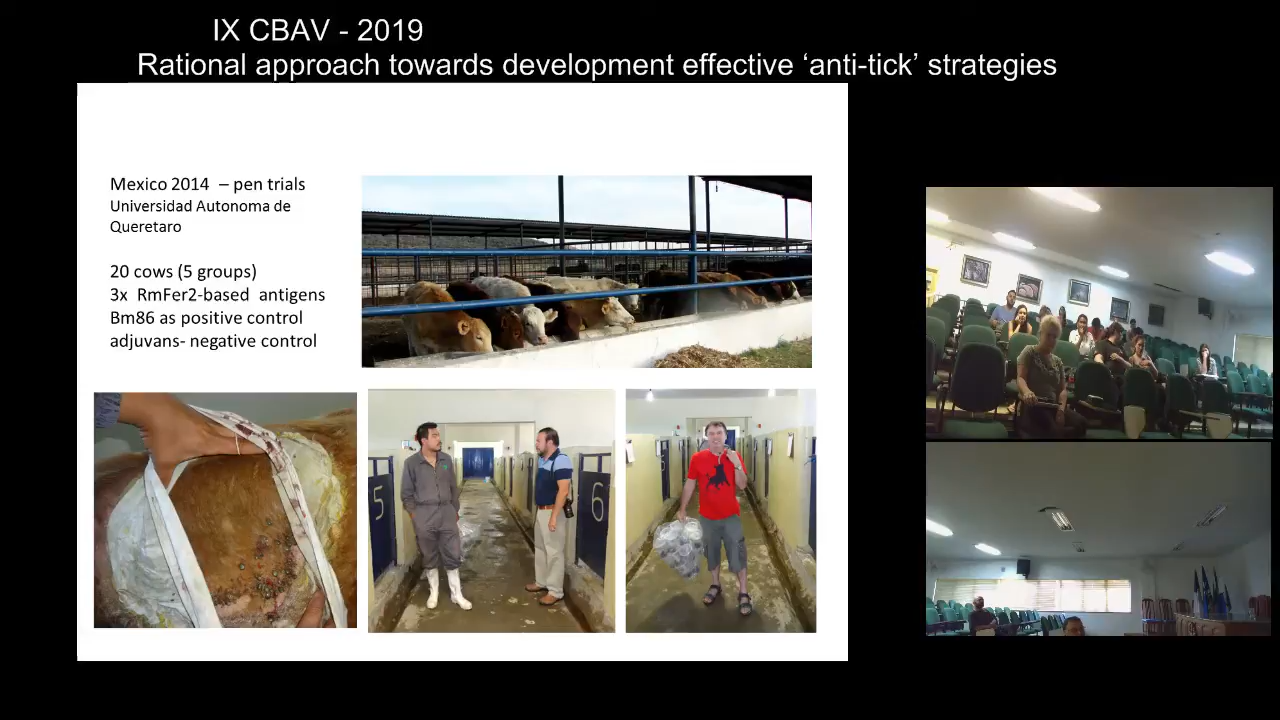 IX CBAV - 2019
Rational approach towards development effective ‘anti-tick’ strategies
Mexico 2014 – pen trials
Universidad Autonoma de
Queretaro
20 cows (5 groups)
3x RmFer2-based antigens
Bm86 as positive control
adjuvans- negative control
5
6